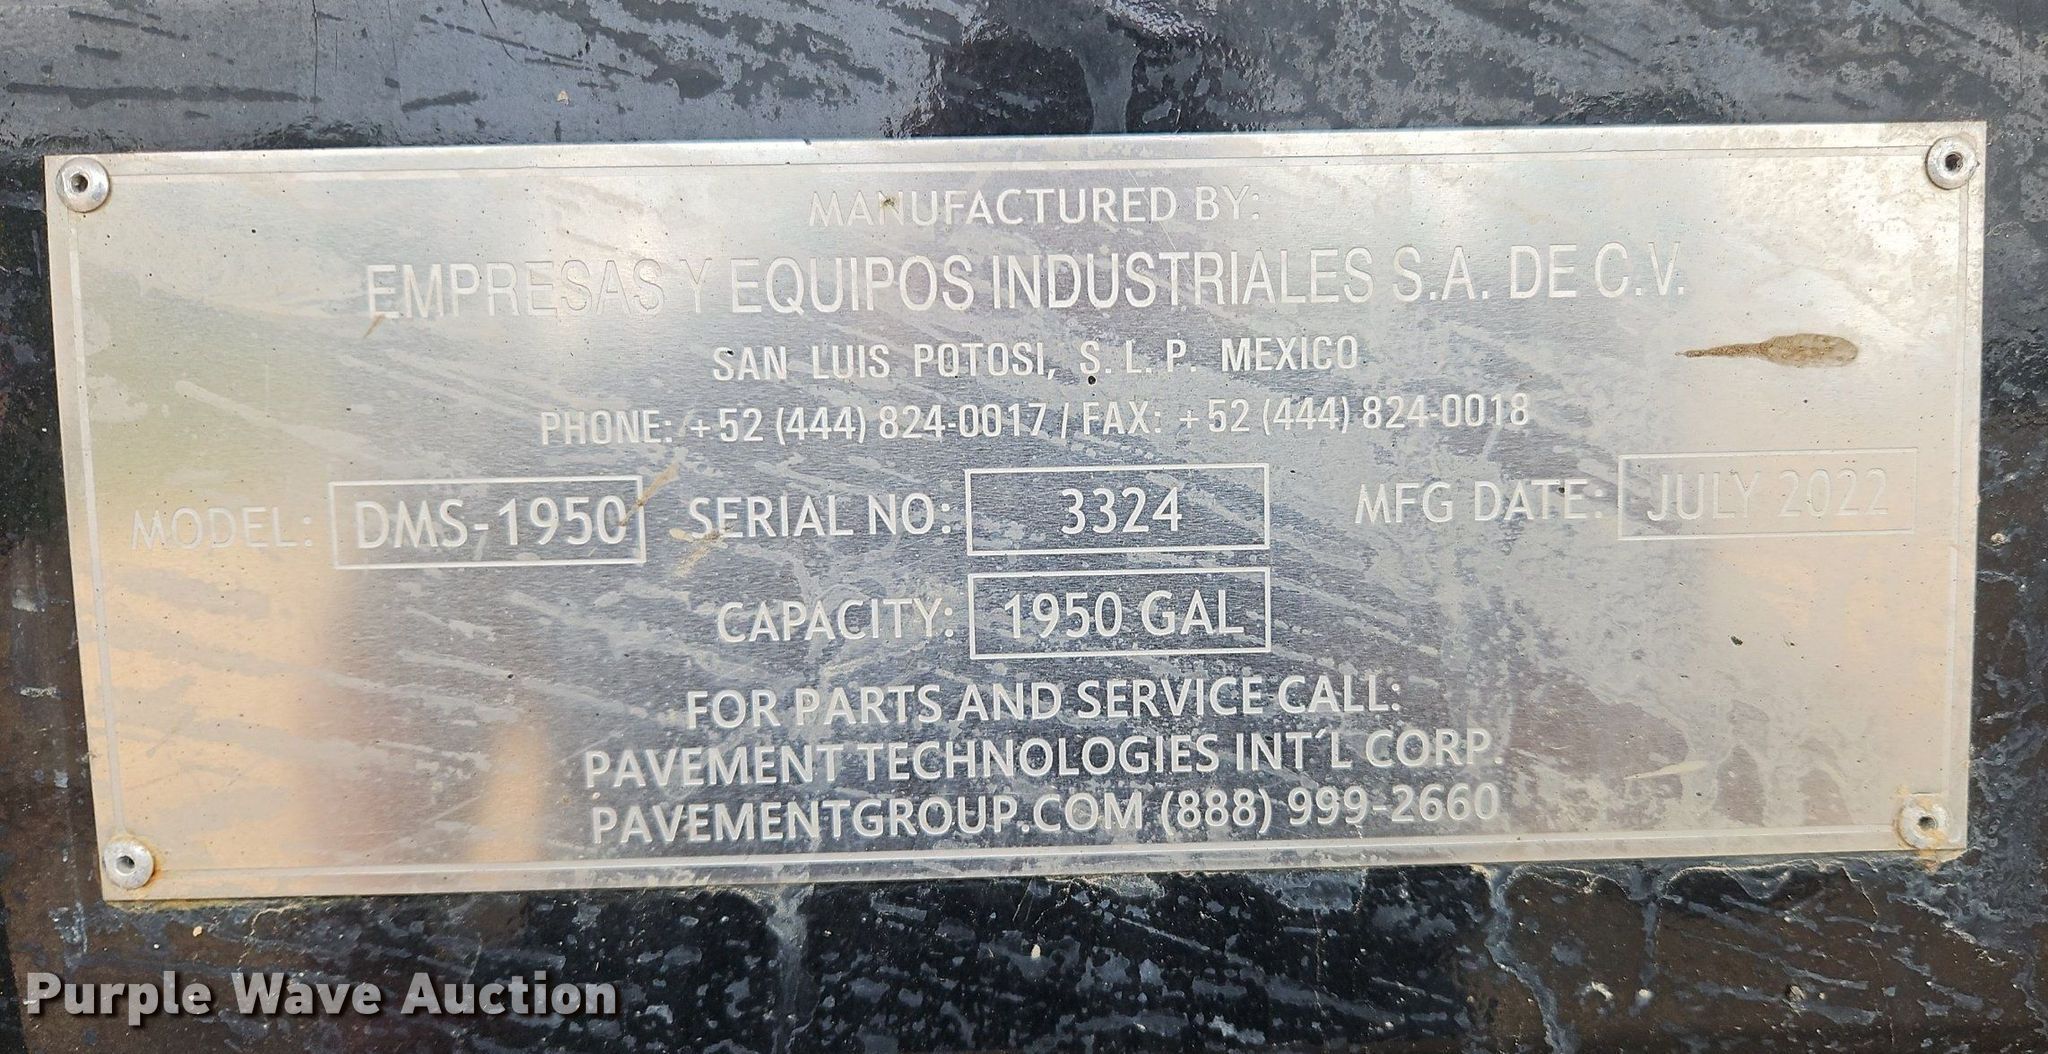 MANUFACTURED BY:
EMPRESAS Y EQUIPOS INDUSTRIALES S.A. DE C.V.
SAN LUIS POTOSI, S.L.P. MEXICO
PHONE: +52 (444) 824-0017 / FAX: +52 (444) 824-0018
MODEL: DMS-1950 SERIAL NO: 3324 MFG DATE: JULY 2022
CAPACITY: 1950 GAL
FOR PARTS AND SERVICE CALL:
PAVEMENT TECHNOLOGIES INT´L CORP.
PAVEMENTGROUP.COM (888) 999-2660
Purple Wave Auction